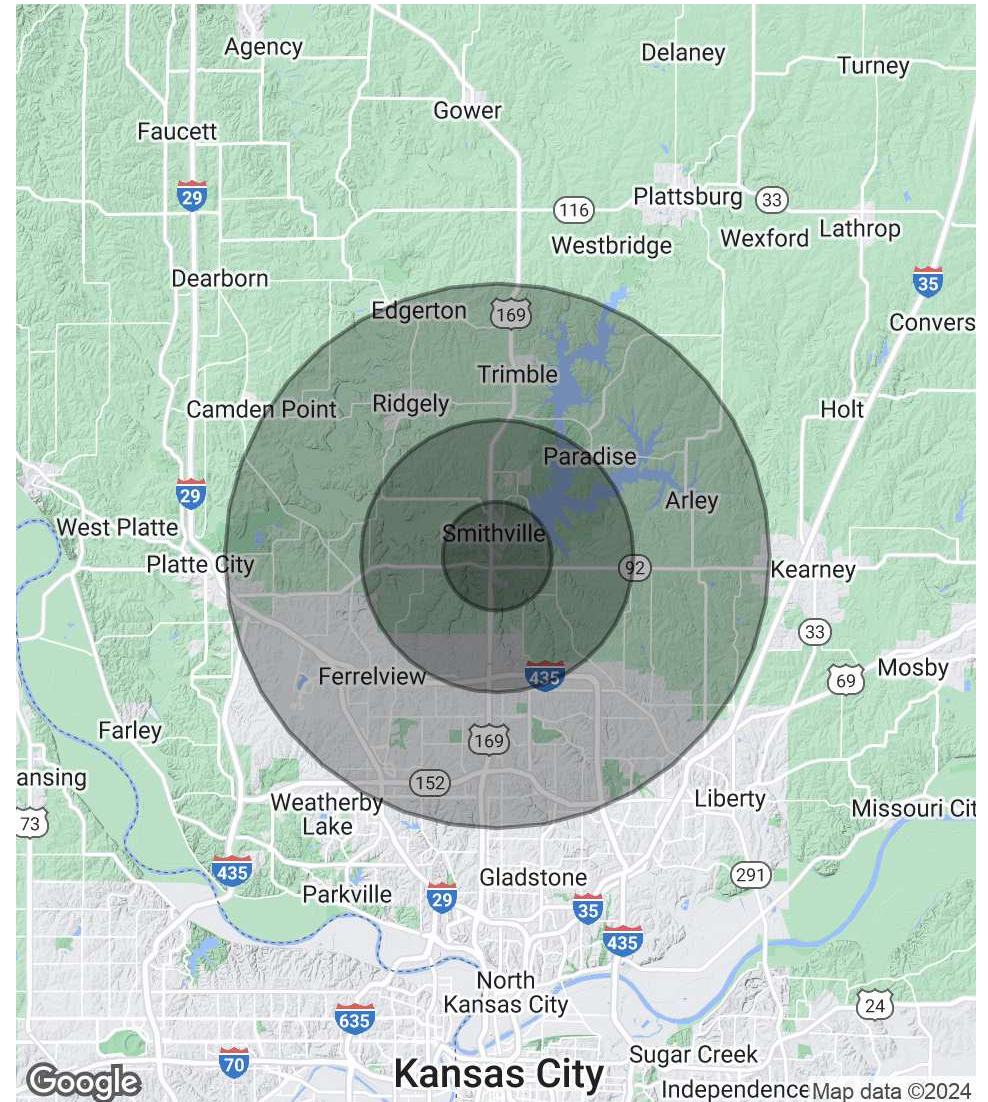 Agency
Delaney
Turney
Gower
Faucett
29
Plattsburg
33
116
Lathrop
Wexford
Westbridge
Dearborn
35
Edgerton
169
Convers
Trimble
Camden Point
Ridgely
Holt
Paradise
29
Arley
West Platte
Smithville
Platte City
92
Kearney
33
Mosby
Ferrelview
435
69
Farley
169
ansing
152
Weatherby
Lake
Liberty
Missouri Cit
73
435
Gladstone
291
Parkville
29
35
435
North
Kansas City
24
635
Sugar Creek
70
Kansas City
Google
Independence
Map data ©2024